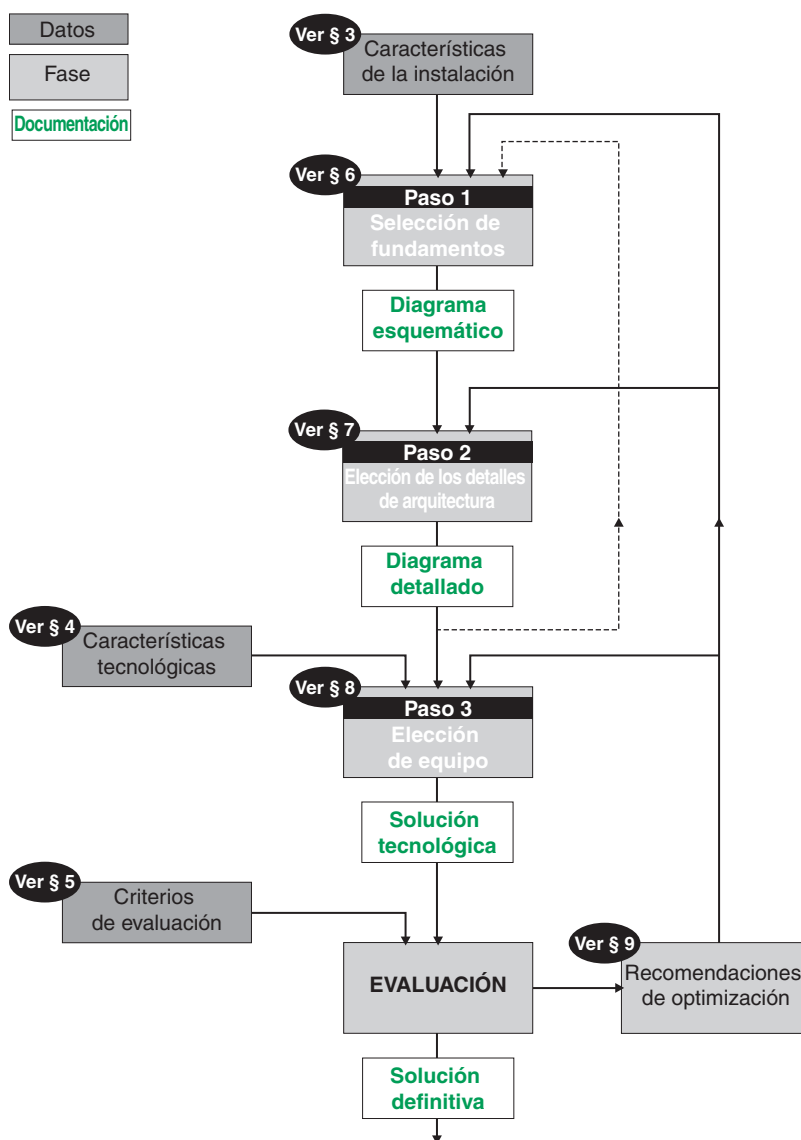 Datos
Fase
Documentación
Ver § 3
Características
de la instalación
Ver § 6
Paso 1
Selección de
fundamentos
Diagrama
esquemático
Ver § 7
Paso 2
Elección de los detalles
de arquitectura
Diagrama
detallado
Ver § 4
Características
tecnológicas
Ver § 8
Paso 3
Elección
de equipo
Solución
tecnológica
Ver § 5
Criterios
de evaluación
EVALUACIÓN
Ver § 9
Recomendaciones
de optimización
Solución
definitiva